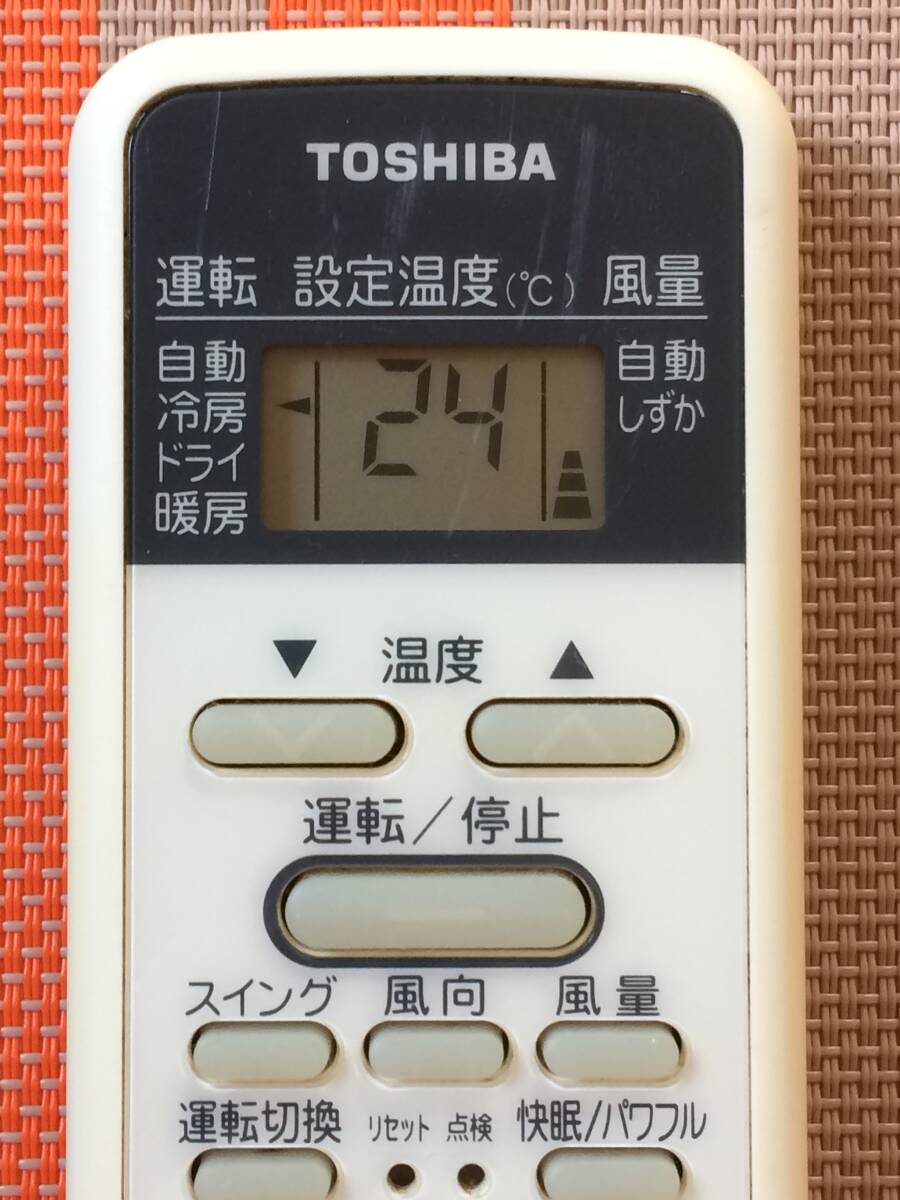 TOSHIBA
運転 設定温度(℃) 風量
自動 24 自動
冷房 しずか
ドライ
暖房
▼ 温度 ▲
運転/停止
スイング 風向 風量
運転切換 リセット 点検 快眠/パワフル